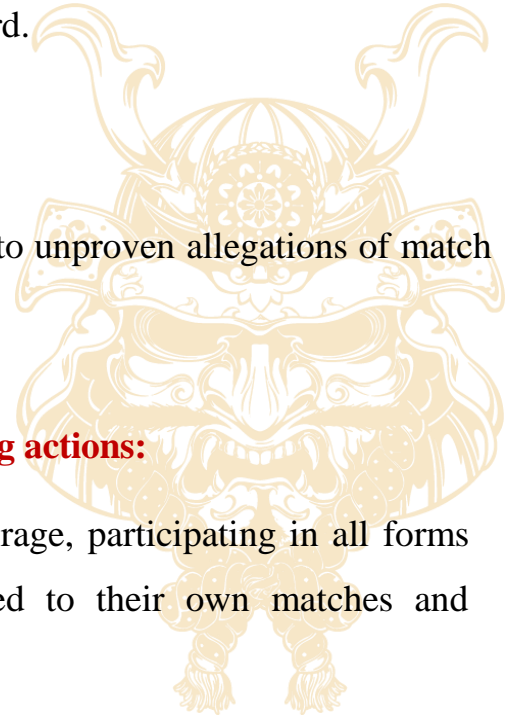 rd.
to unproven allegations of match
g actions:
rage, participating in all forms
ed to their own matches and